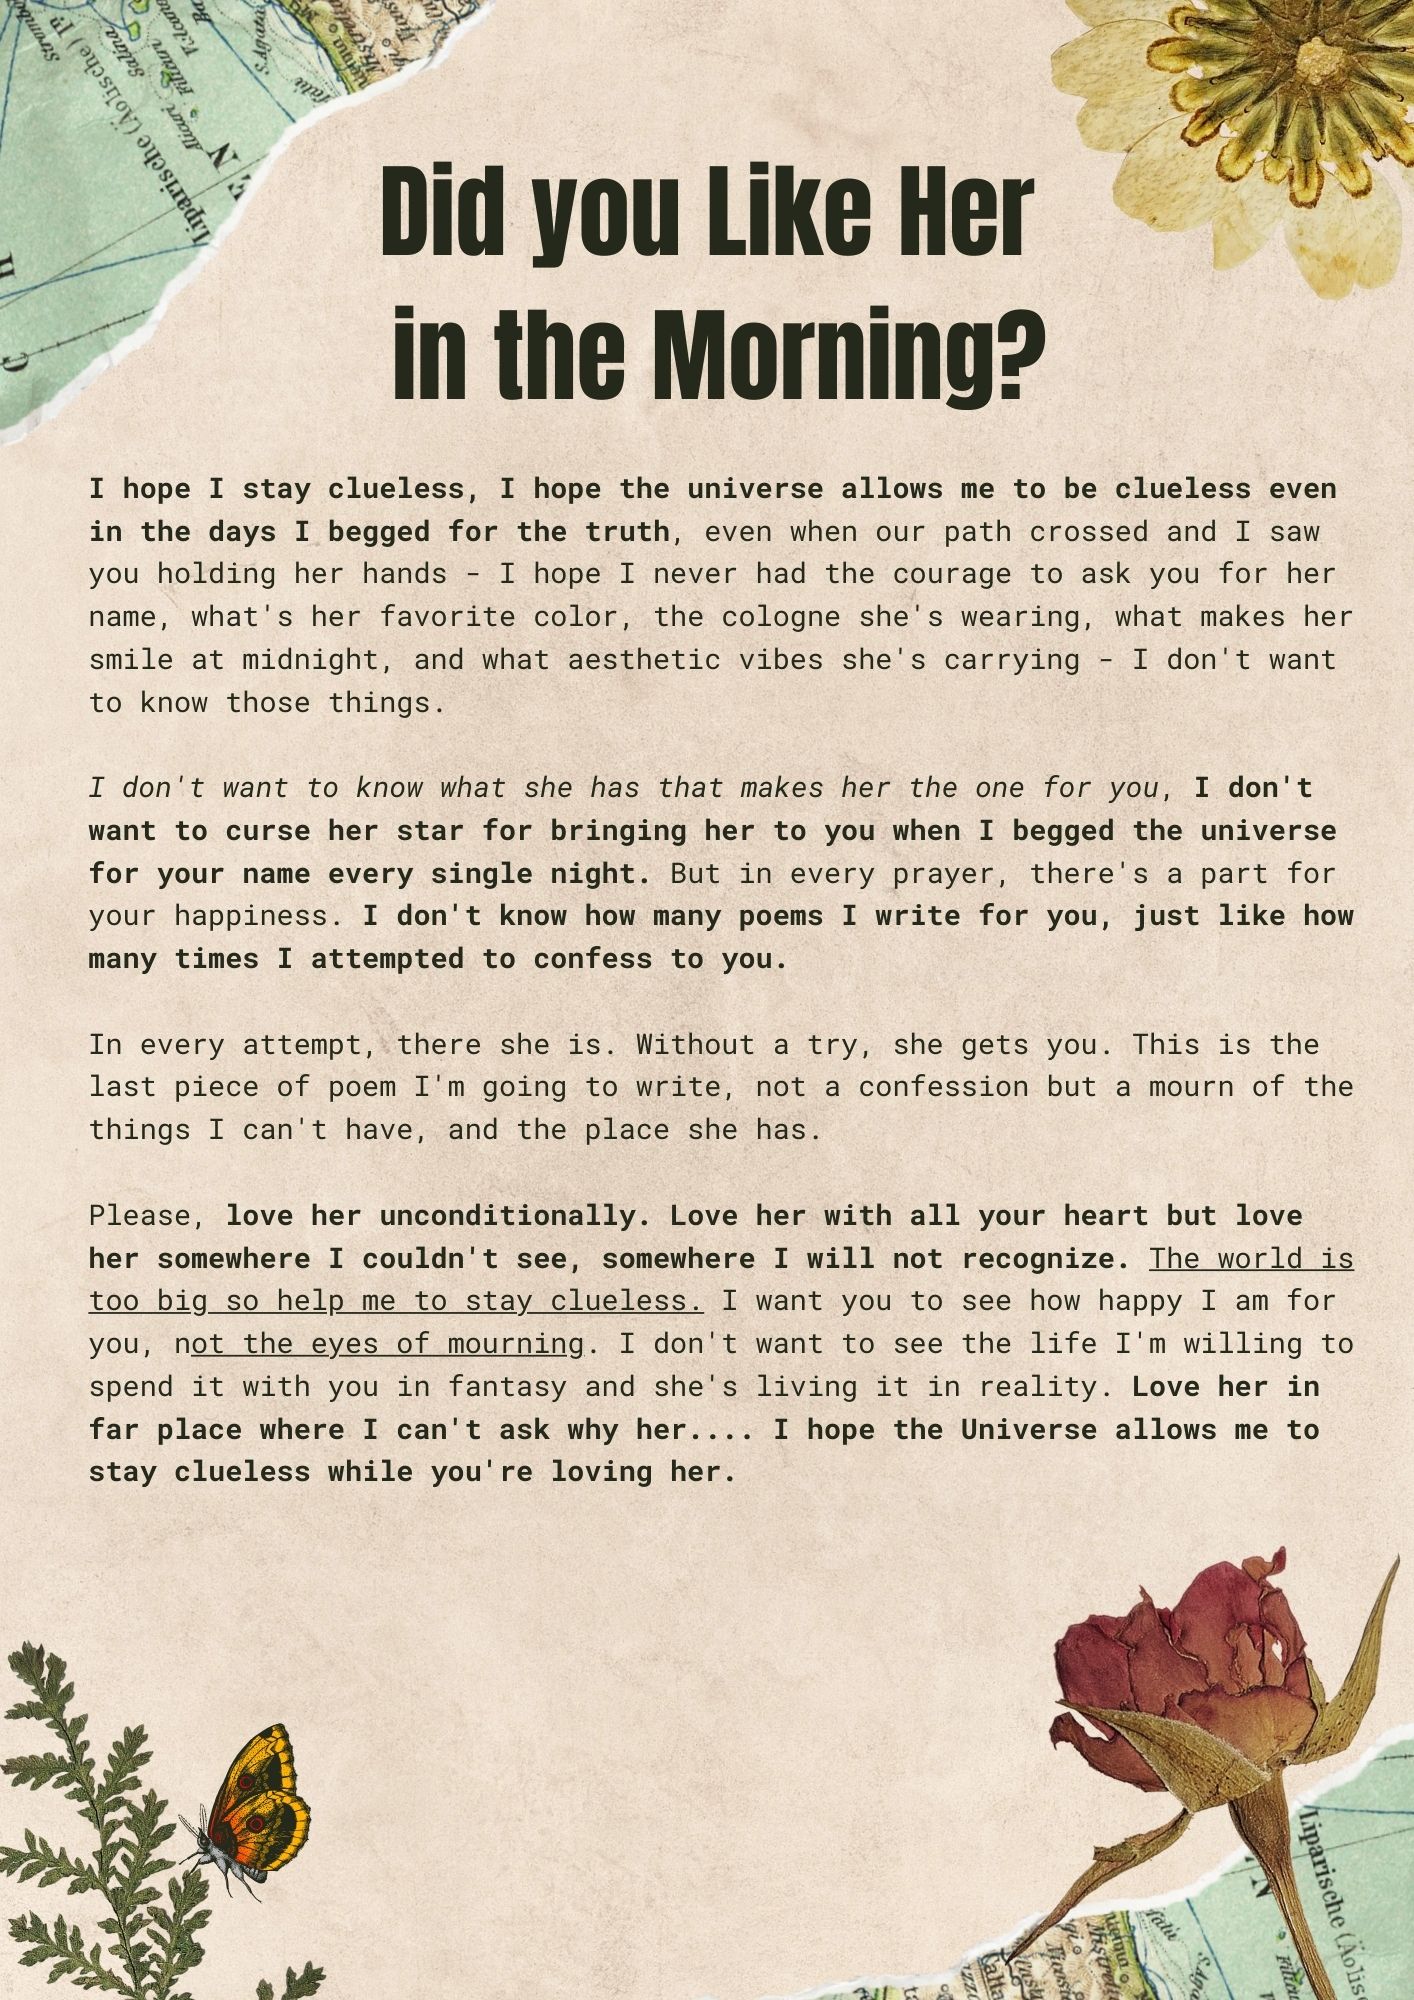 Stromboli
Salina
Filicuri
Alicuri
Liparische (Äolische) In
N
S.Agata
falù
C
Did you Like Her
in the Morning?
I hope I stay clueless, I hope the universe allows me to be clueless even
in the days I begged for the truth, even when our path crossed and I saw
you holding her hands - I hope I never had the courage to ask you for her
name, what's her favorite color, the cologne she's wearing, what makes her
smile at midnight, and what aesthetic vibes she's carrying - I don't want
to know those things.
I don't want to know what she has that makes her the one for you, I don't
want to curse her star for bringing her to you when I begged the universe
for your name every single night. But in every prayer, there's a part for
your happiness. I don't know how many poems I write for you, just like how
many times I attempted to confess to you.
In every attempt, there she is. Without a try, she gets you. This is the
last piece of poem I'm going to write, not a confession but a mourn of the
things I can't have, and the place she has.
Please, love her unconditionally. Love her with all your heart but love
her somewhere I couldn't see, somewhere I will not recognize. The world is
too big so help me to stay clueless. I want you to see how happy I am for
you, not the eyes of mourning. I don't want to see the life I'm willing to
spend it with you in fantasy and she's living it in reality. Love her in
far place where I can't ask why her.... I hope the Universe allows me to
stay clueless while you're loving her.
Liparische (Äolis
N
falù
S.Agata
Mistretta
Calta